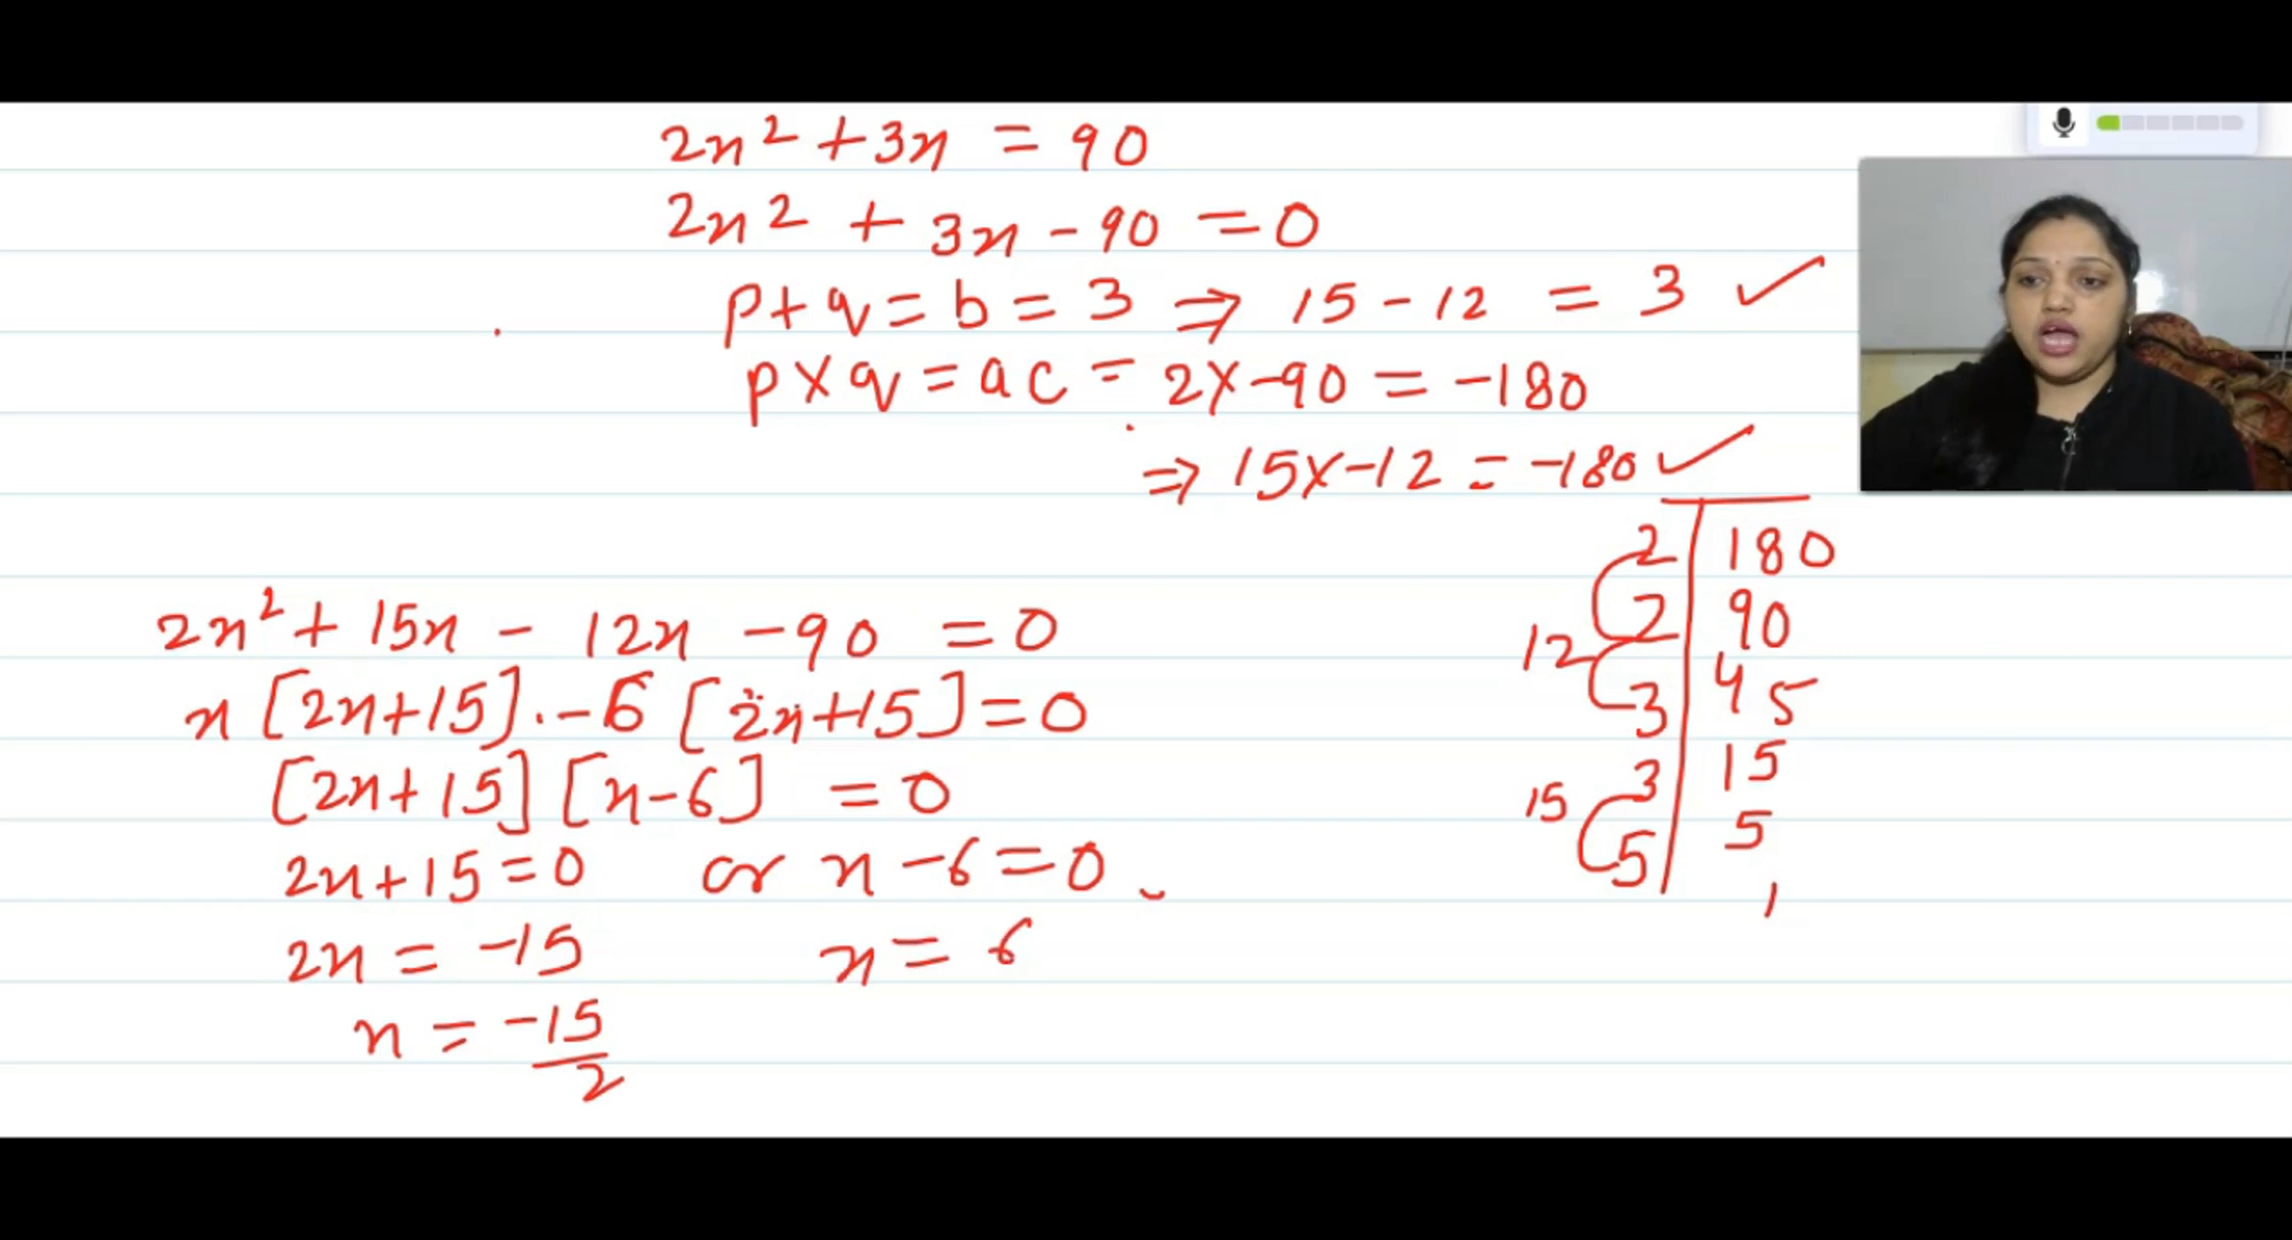 2x² + 3x = 90
2x² + 3x - 90 = 0
p + q = b = 3 ⇒ 15 - 12 = 3 ✓
p × q = ac = 2 × -90 = -180
⇒ 15 × -12 = -180 ✓
2 | 180
2 | 90
12
3 | 45
3 | 15
15
5 | 5
1
2x² + 15x - 12x - 90 = 0
x [2x + 15] - 6 [2x + 15] = 0
[2x + 15] [x - 6] = 0
2x + 15 = 0 or x - 6 = 0
2x = -15 x = 6
x = -15/2